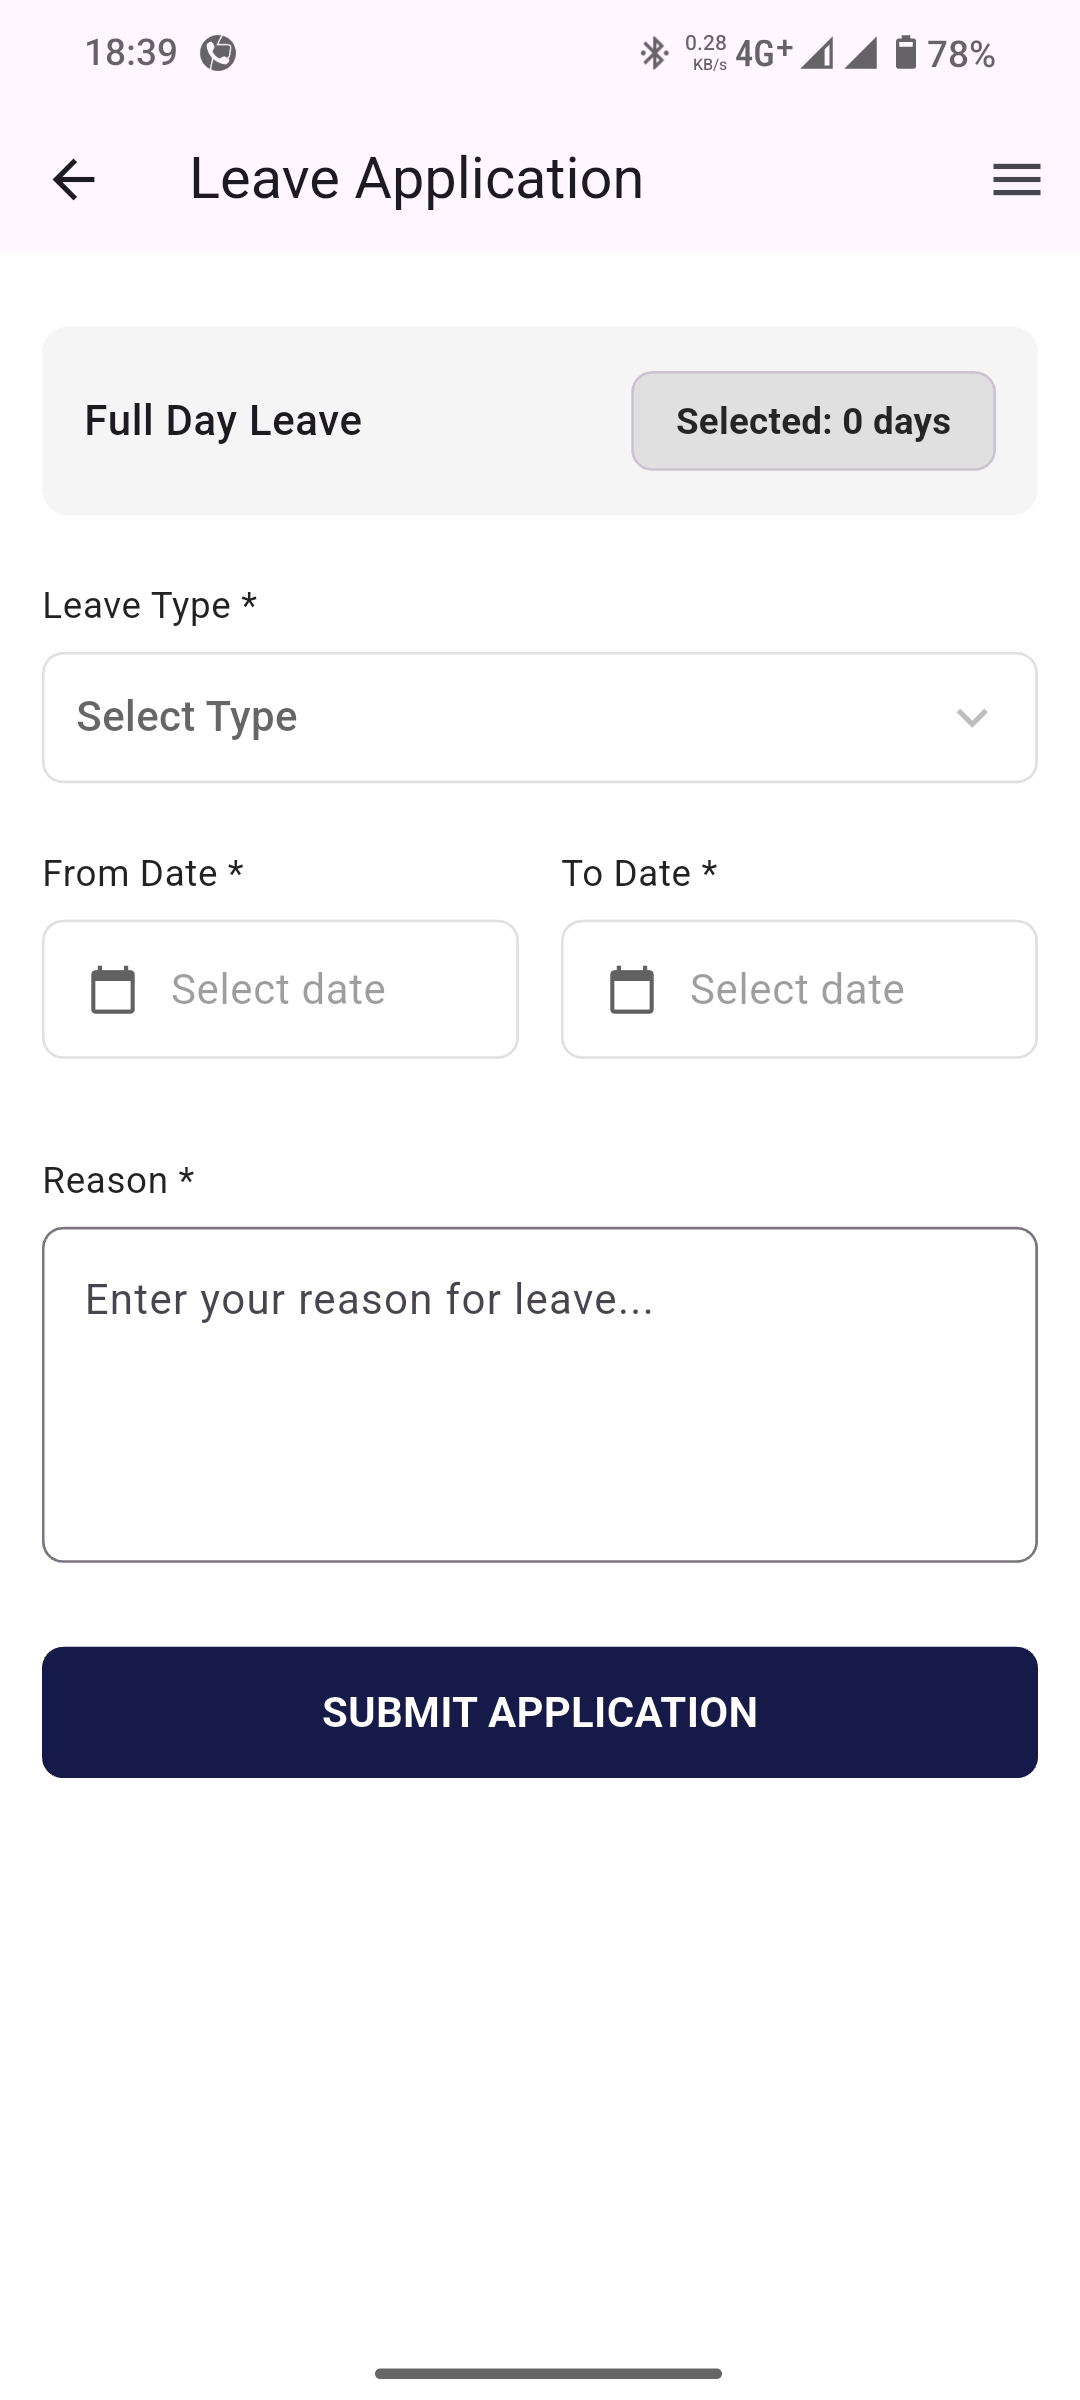 18:39
0.28 KB/s 4G+ 78%
Leave Application
Full Day Leave
Selected: 0 days
Leave Type *
Select Type
From Date * To Date *
Select date Select date
Reason *
Enter your reason for leave...
SUBMIT APPLICATION